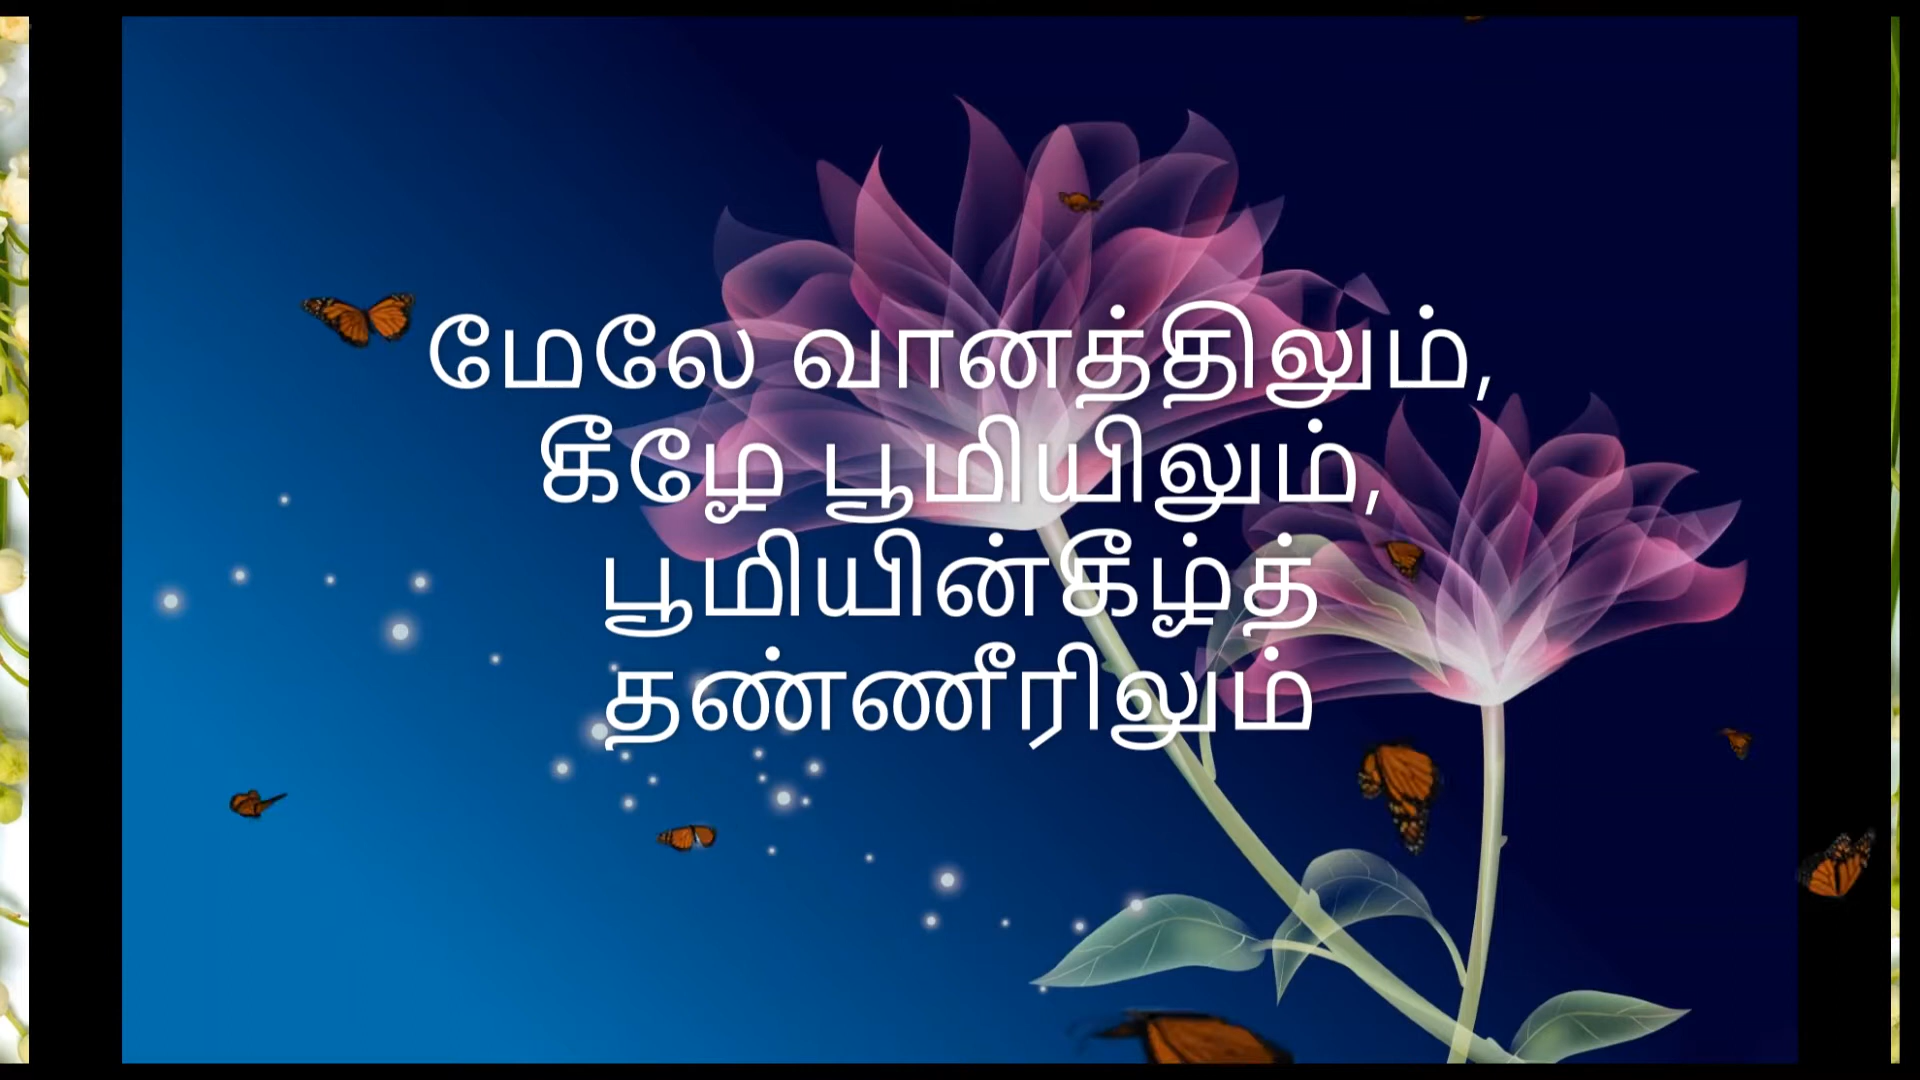 மேலே வானத்திலும்,
கீழே பூமியிலும்,
பூமியின்கீழ்த்
தண்ணீரிலும்